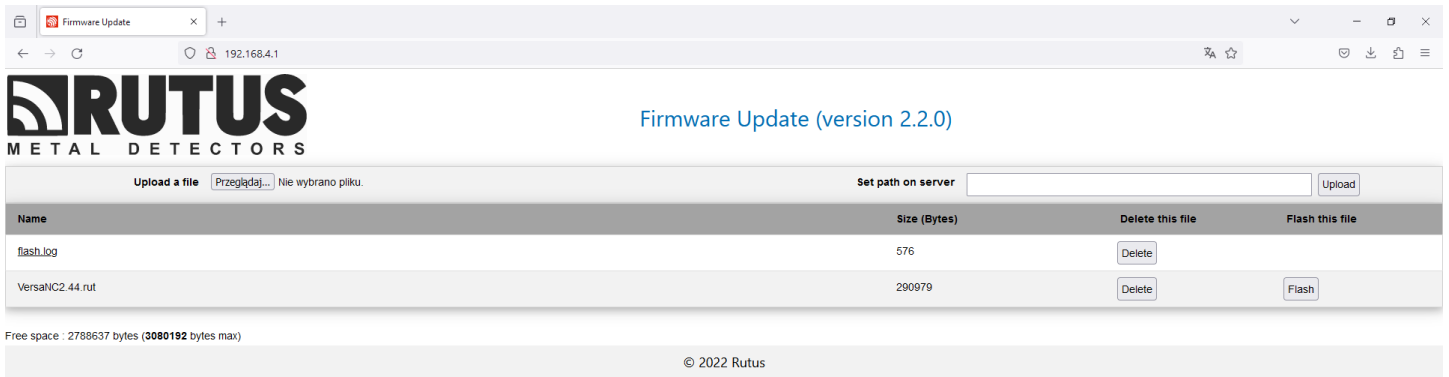 Firmware Update
192.168.4.1
RUTUS
METAL DETECTORS
Firmware Update (version 2.2.0)
Upload a file Przeglądaj... Nie wybrano pliku. Set path on server Upload
Name Size (Bytes) Delete this file Flash this file
flash.log 576 Delete
VersaNC2.44.rut 290979 Delete Flash
Free space : 2788637 bytes (3080192 bytes max)
© 2022 Rutus